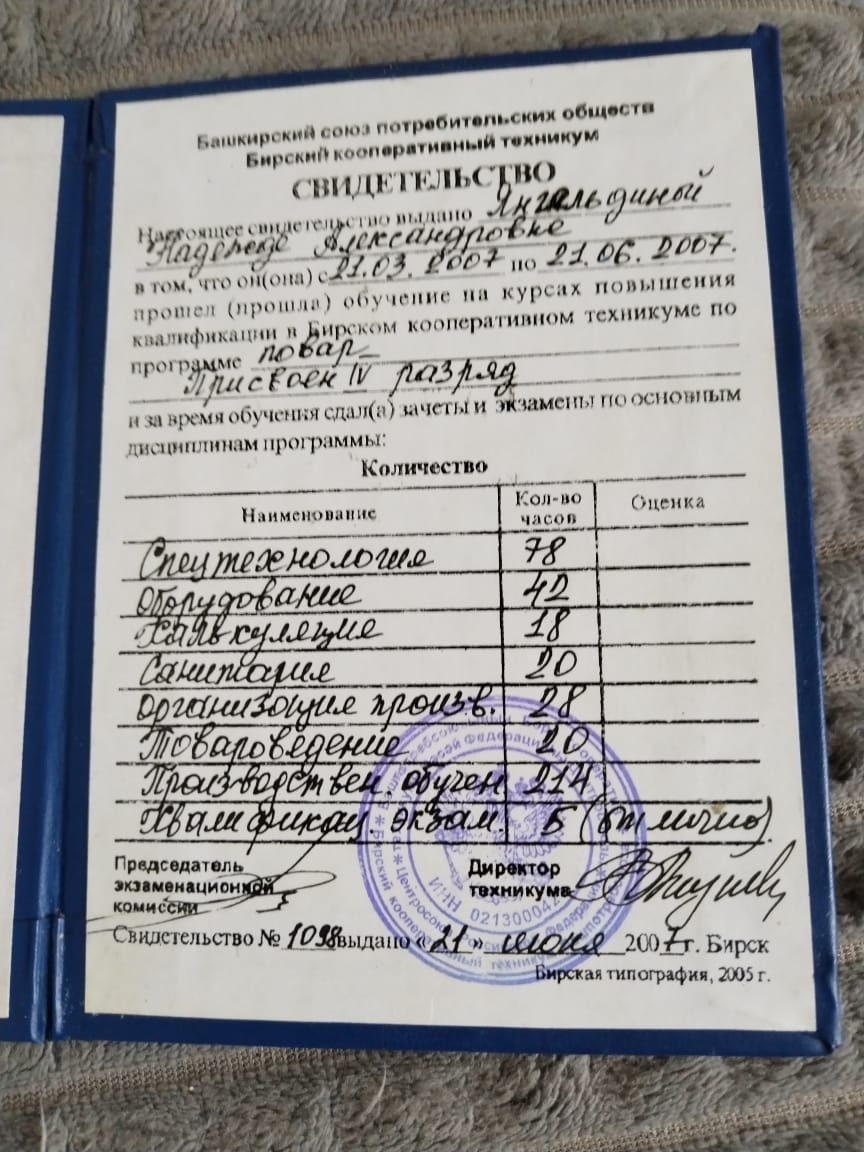 Башкирский союз потребительских обществ
Бирский кооперативный техникум
СВИДЕТЕЛЬСТВО
Настоящее свидетельство выдано Янгальдиной
Надежде Александровне
в том, что он(она) с 21.03.2007 по 21.06.2007.
прошел (прошла) обучение на курсах повышения
квалификации в Бирском кооперативном техникуме по
программе повар
Присвоен IV разряд
и за время обучения сдал(а) зачеты и экзамены по основным
дисциплинам программы:
Количество
Наименование Кол-во часов Оценка
Спецтехнология 78
Оборудование 42
Калькуляция 18
Санитария 20
Организация произв. 28
Товароведение 20
Производствен. обучен 214
Квалификац. экзам. 5 (отлично)
Председатель
экзаменационной
комиссии
Директор
техникума
Свидетельство № 1098 выдано «21» июня 2007 г. Бирск
Бирская типография, 2005 г.